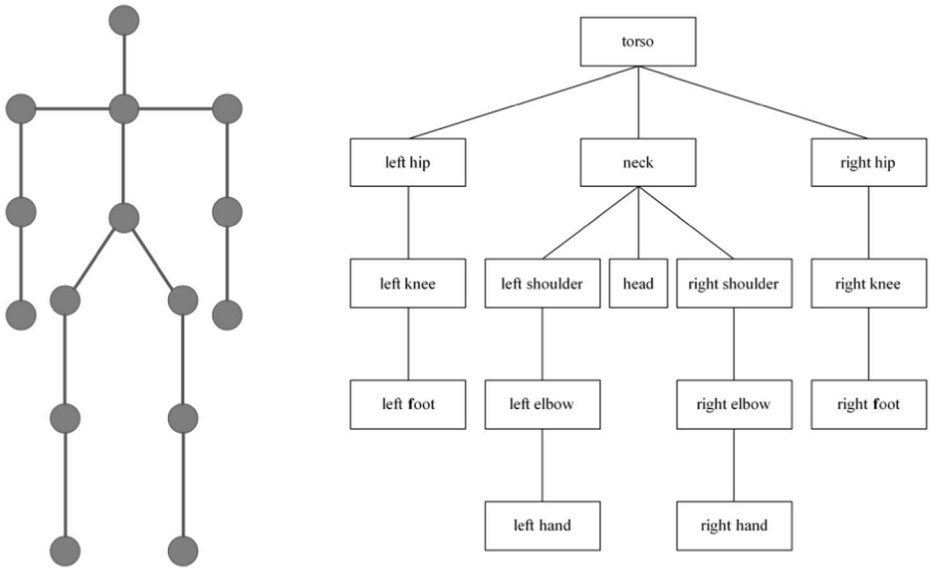 torso
left hip
neck
right hip
left knee
left shoulder
head
right shoulder
right knee
left foot
left elbow
right elbow
right foot
left hand
right hand